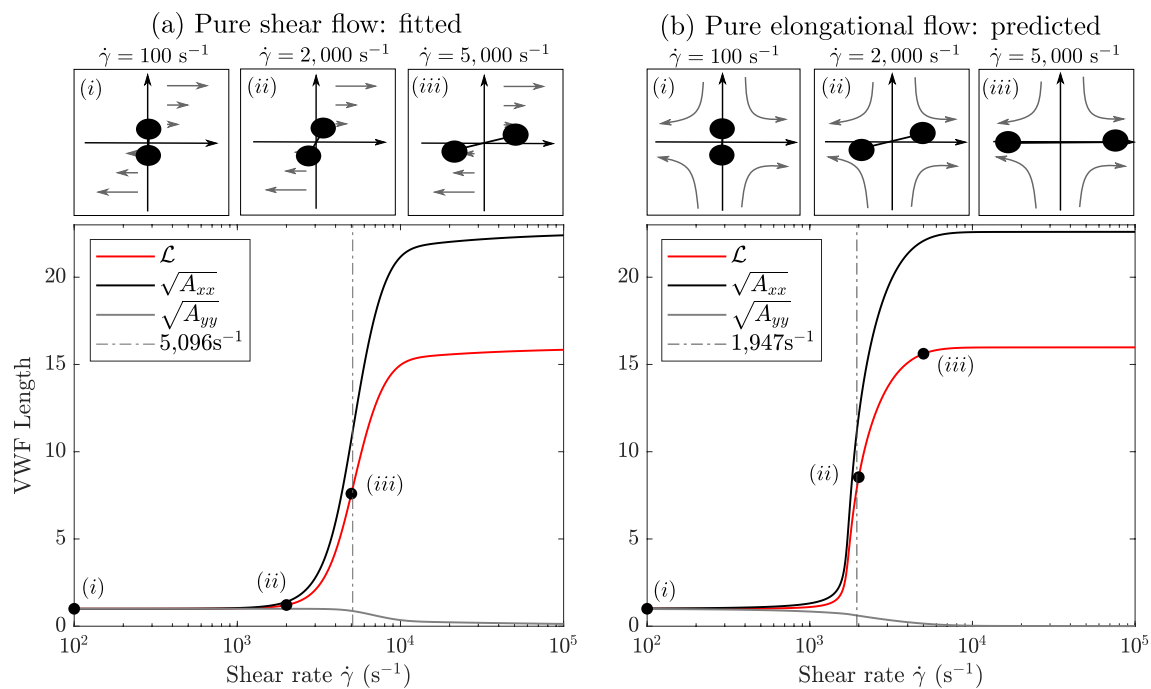 (a) Pure shear flow: fitted
γ̇ = 100 s⁻¹ γ̇ = 2,000 s⁻¹ γ̇ = 5,000 s⁻¹
(i) (ii) (iii)
ℒ
√A_xx
√A_yy
5,096s⁻¹
VWF Length
20
15
10
5
0
(i)
(ii)
(iii)
10² 10³ 10⁴ 10⁵
Shear rate γ̇ (s⁻¹)
(b) Pure elongational flow: predicted
γ̇ = 100 s⁻¹ γ̇ = 2,000 s⁻¹ γ̇ = 5,000 s⁻¹
(i) (ii) (iii)
ℒ
√A_xx
√A_yy
1,947s⁻¹
20
15
10
5
0
(i)
(ii)
(iii)
10² 10³ 10⁴ 10⁵
Shear rate γ̇ (s⁻¹)